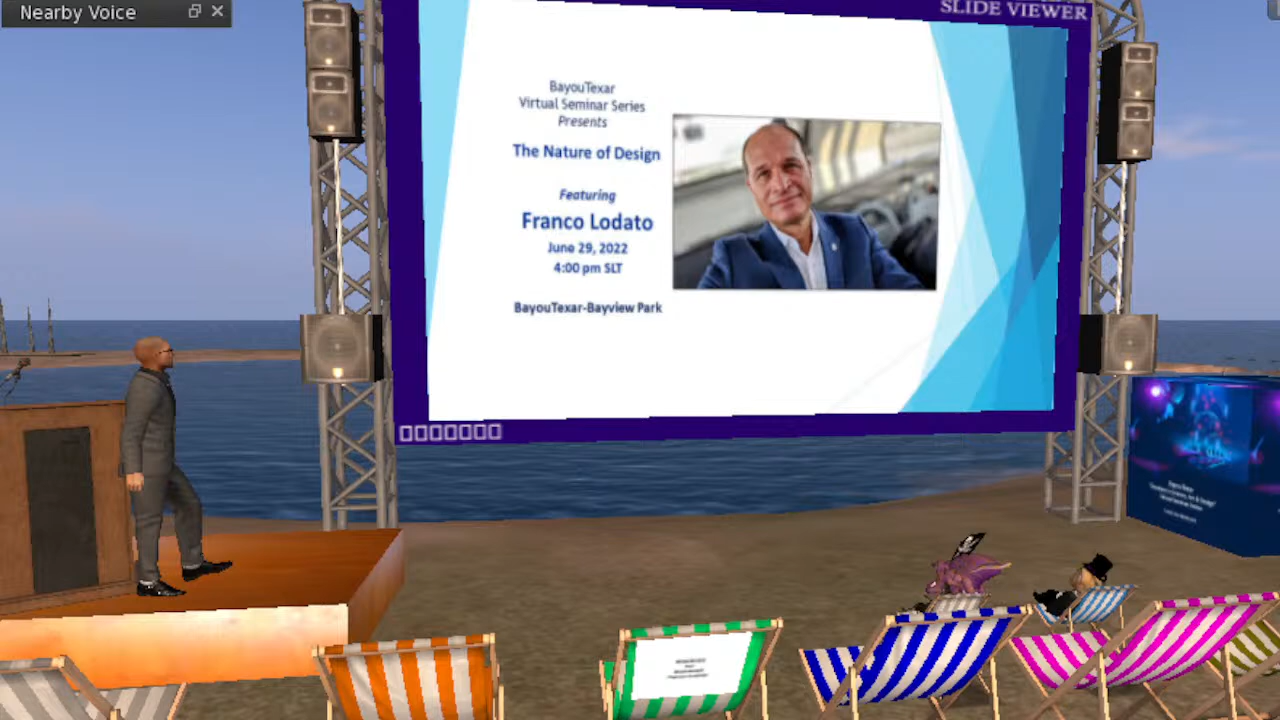 Nearby Voice
SLIDE VIEWER
BayouTexar
Virtual Seminar Series
Presents
The Nature of Design
Featuring
Franco Lodato
June 29, 2022
4:00 pm SLT
BayouTexar-Bayview Park